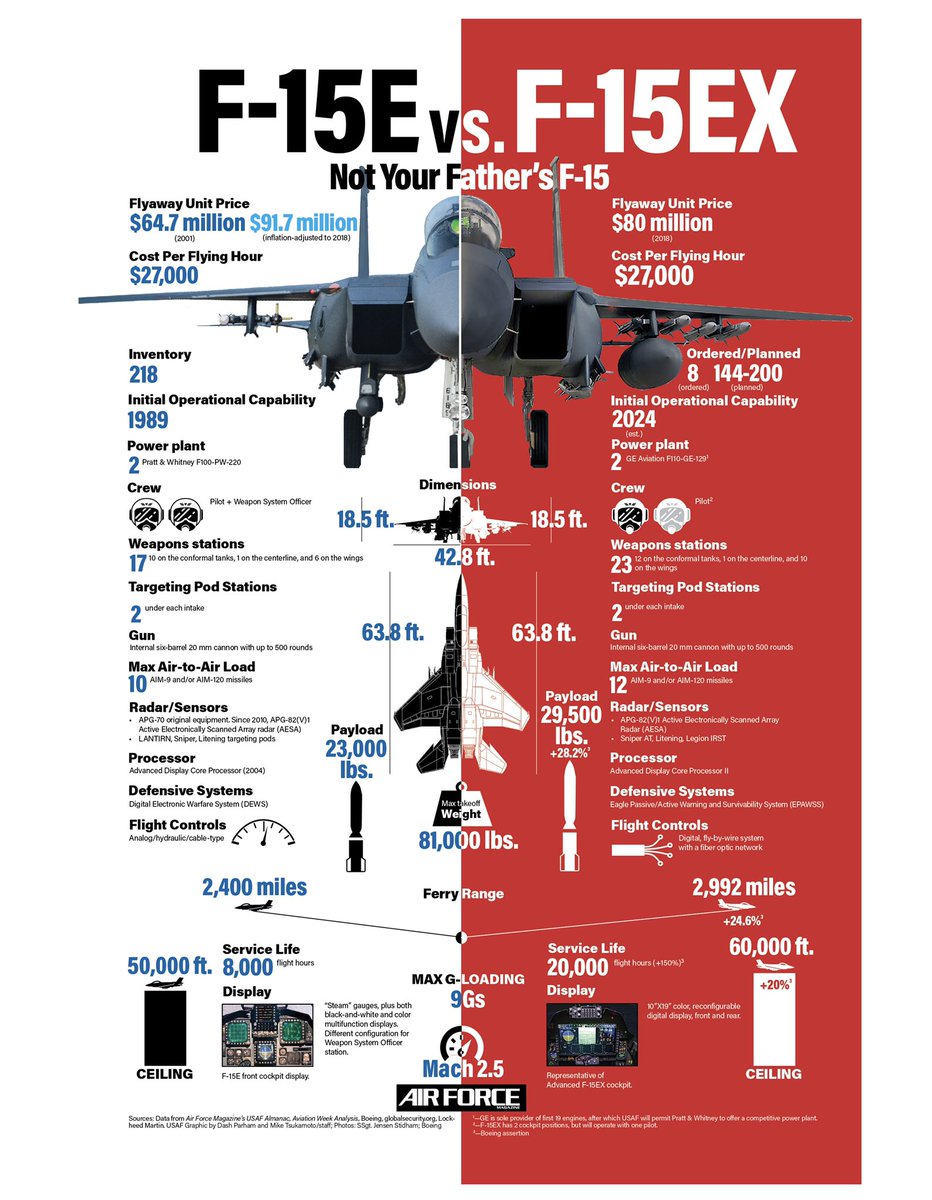 F-15E vs. F-15EX
Not Your Father's F-15
Flyaway Unit Price
$64.7 million $91.7 million
(2001) (inflation-adjusted to 2018)
Cost Per Flying Hour
$27,000
Flyaway Unit Price
$80 million
(2018)
Cost Per Flying Hour
$27,000
Inventory
218
Initial Operational Capability
1989
Power plant
2 Pratt & Whitney F100-PW-220
Crew
Pilot + Weapon System Officer
Weapons stations
17 10 on the conformal tanks, 1 on the centerline, and 6 on the wings
Targeting Pod Stations
2 under each intake
Gun
Internal six-barrel 20 mm cannon with up to 500 rounds
Max Air-to-Air Load
10 AIM-9 and/or AIM-120 missiles
Radar/Sensors
• APG-70 original equipment. Since 2010, APG-82(V)1
Active Electronically Scanned Array radar (AESA)
• LANTIRN, Sniper, Litening targeting pods
Processor
Advanced Display Core Processor (2004)
Defensive Systems
Digital Electronic Warfare System (DEWS)
Flight Controls
Analog/hydraulic/cable-type
Dimensions
18.5 ft. 18.5 ft.
42.8 ft.
63.8 ft. 63.8 ft.
Payload
23,000
lbs.
Payload
29,500
lbs.
+28.2%³
Max takeoff
Weight
81,000 lbs.
Ordered/Planned
8 144-200
(ordered) (planned)
Initial Operational Capability
2024
(est.)
Power plant
2 GE Aviation F110-GE-129¹
Crew
Pilot²
Weapons stations
23 12 on the conformal tanks, 1 on the centerline, and 10
on the wings
Targeting Pod Stations
2 under each intake
Gun
Internal six-barrel 20 mm cannon with up to 500 rounds
Max Air-to-Air Load
12 AIM-9 and/or AIM-120 missiles
Radar/Sensors
• APG-82(V)1 Active Electronically Scanned Array
Radar (AESA)
• Sniper AT, Litening, Legion IRST
Processor
Advanced Display Core Processor II
Defensive Systems
Eagle Passive/Active Warning and Survivability System (EPAWSS)
Flight Controls
Digital, fly-by-wire system
with a fiber optic network
2,400 miles
Ferry Range
2,992 miles
+24.6%³
50,000 ft.
CEILING
Service Life
8,000 flight hours
Display
"Steam" gauges, plus both
black-and-white and color
multifunction displays.
Different configuration for
Weapon System Officer
station.
F-15E front cockpit display.
MAX G-LOADING
9Gs
Mach 2.5
Service Life
20,000 flight hours (+150%)³
Display
10"X19" color, reconfigurable
digital display, front and rear.
Representative of
Advanced F-15EX cockpit.
60,000 ft.
+20%³
CEILING
AIR FORCE
MAGAZINE
Sources: Data from Air Force Magazine's USAF Almanac, Aviation Week Analysis, Boeing, globalsecurity.org, Lock-
heed Martin. USAF Graphic by Dash Parham and Mike Tsukamoto/staff; Photos: SSgt. Jensen Stidham; Boeing
¹—GE is sole provider of first 19 engines, after which USAF will permit Pratt & Whitney to offer a competitive power plant.
²—F-15EX has 2 cockpit positions, but will operate with one pilot.
³—Boeing assertion